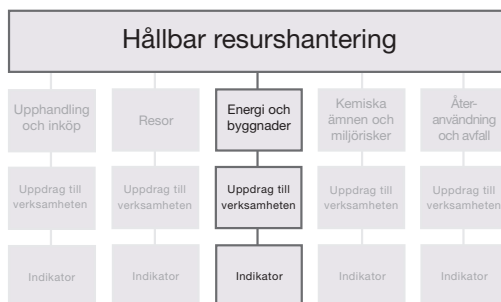 Hållbar resurshantering
Upphandling
och inköp
Resor
Energi och
byggnader
Kemiska
ämnen och
miljörisker
Åter-
användning
och avfall
Uppdrag till
verksamheten
Uppdrag till
verksamheten
Uppdrag till
verksamheten
Uppdrag till
verksamheten
Uppdrag till
verksamheten
Indikator
Indikator
Indikator
Indikator
Indikator